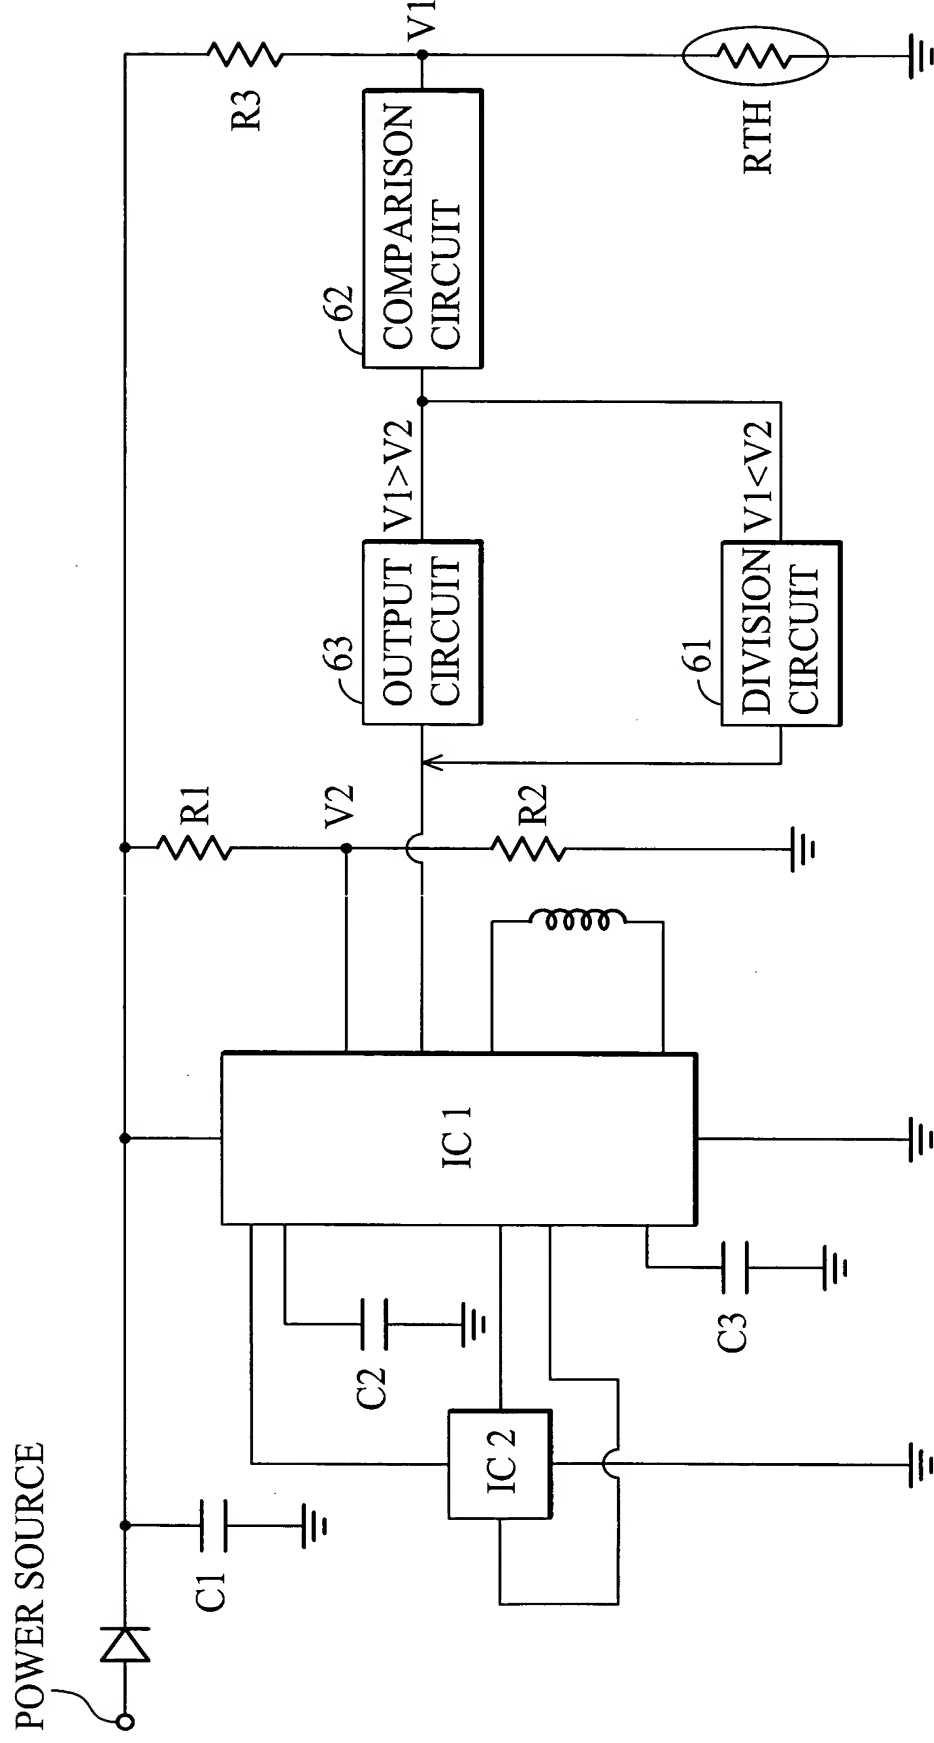 POWER SOURCE
C1
IC 2
C2
C3
IC 1
R1
V2
R2
63
OUTPUT
CIRCUIT
V1>V2
61
DIVISION
CIRCUIT
V1<V2
62
COMPARISON
CIRCUIT
R3
V1
RTH